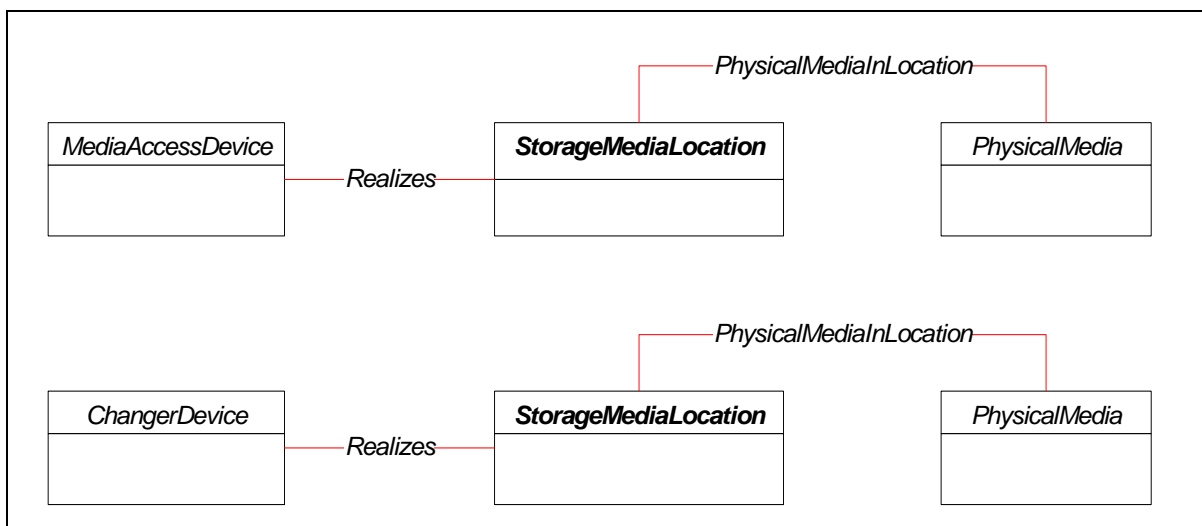 PhysicalMediaInLocation
MediaAccessDevice
StorageMediaLocation
PhysicalMedia
Realizes
PhysicalMediaInLocation
ChangerDevice
StorageMediaLocation
PhysicalMedia
Realizes